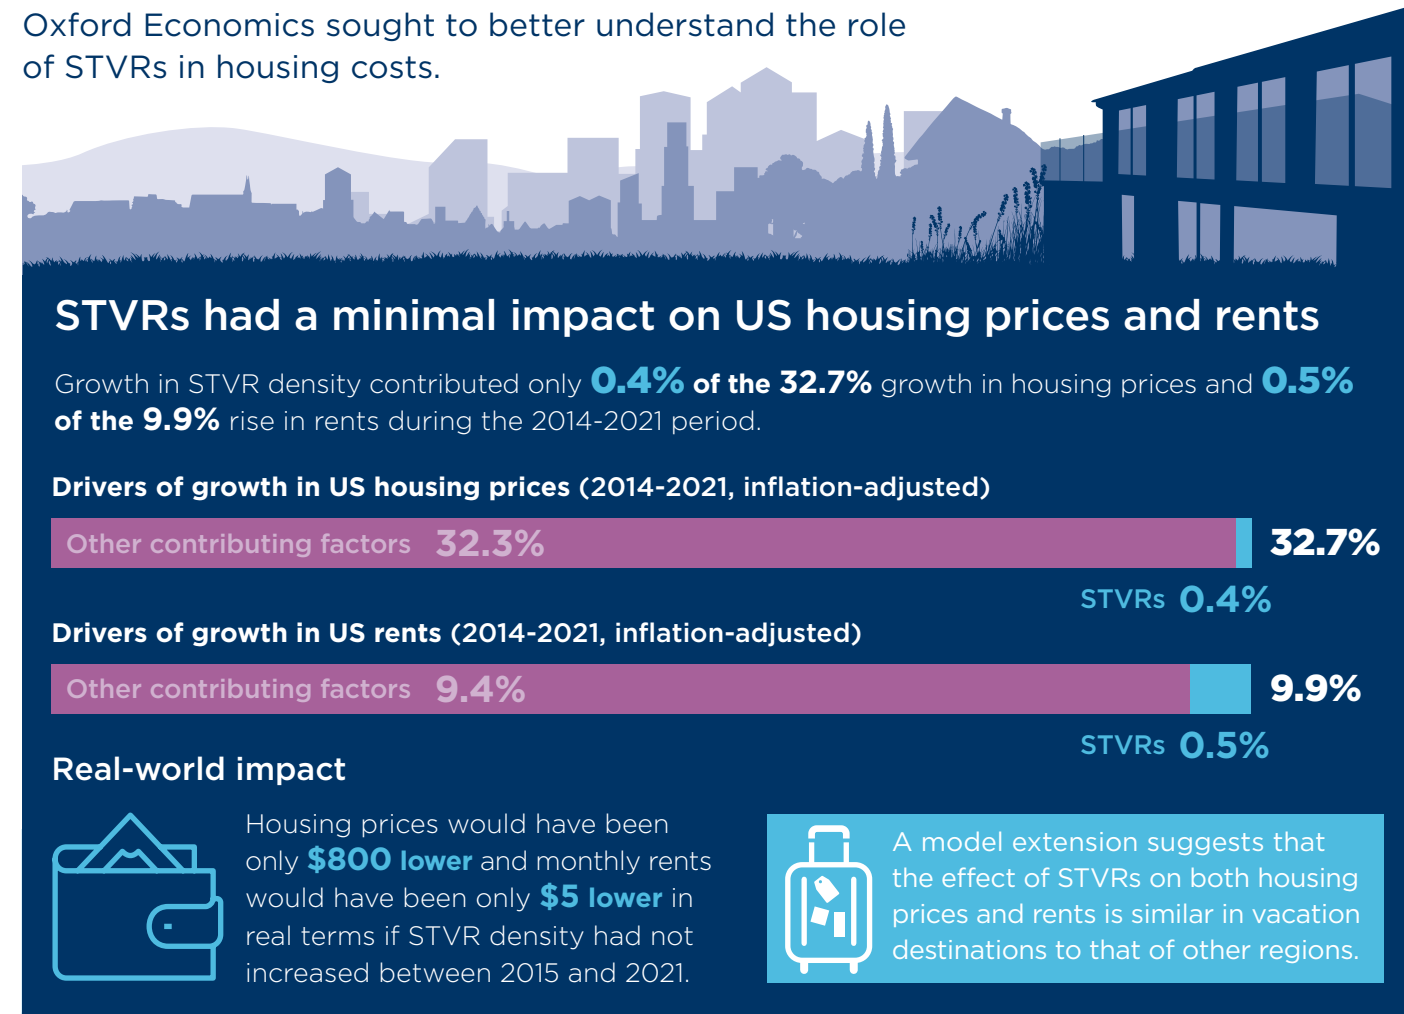 Oxford Economics sought to better understand the role
of STVRs in housing costs.
STVRs had a minimal impact on US housing prices and rents
Growth in STVR density contributed only 0.4% of the 32.7% growth in housing prices and 0.5%
of the 9.9% rise in rents during the 2014-2021 period.
Drivers of growth in US housing prices (2014-2021, inflation-adjusted)
Other contributing factors 32.3% 32.7%
STVRs 0.4%
Drivers of growth in US rents (2014-2021, inflation-adjusted)
Other contributing factors 9.4% 9.9%
STVRs 0.5%
Real-world impact
Housing prices would have been
only $800 lower and monthly rents
would have been only $5 lower in
real terms if STVR density had not
increased between 2015 and 2021.
A model extension suggests that
the effect of STVRs on both housing
prices and rents is similar in vacation
destinations to that of other regions.